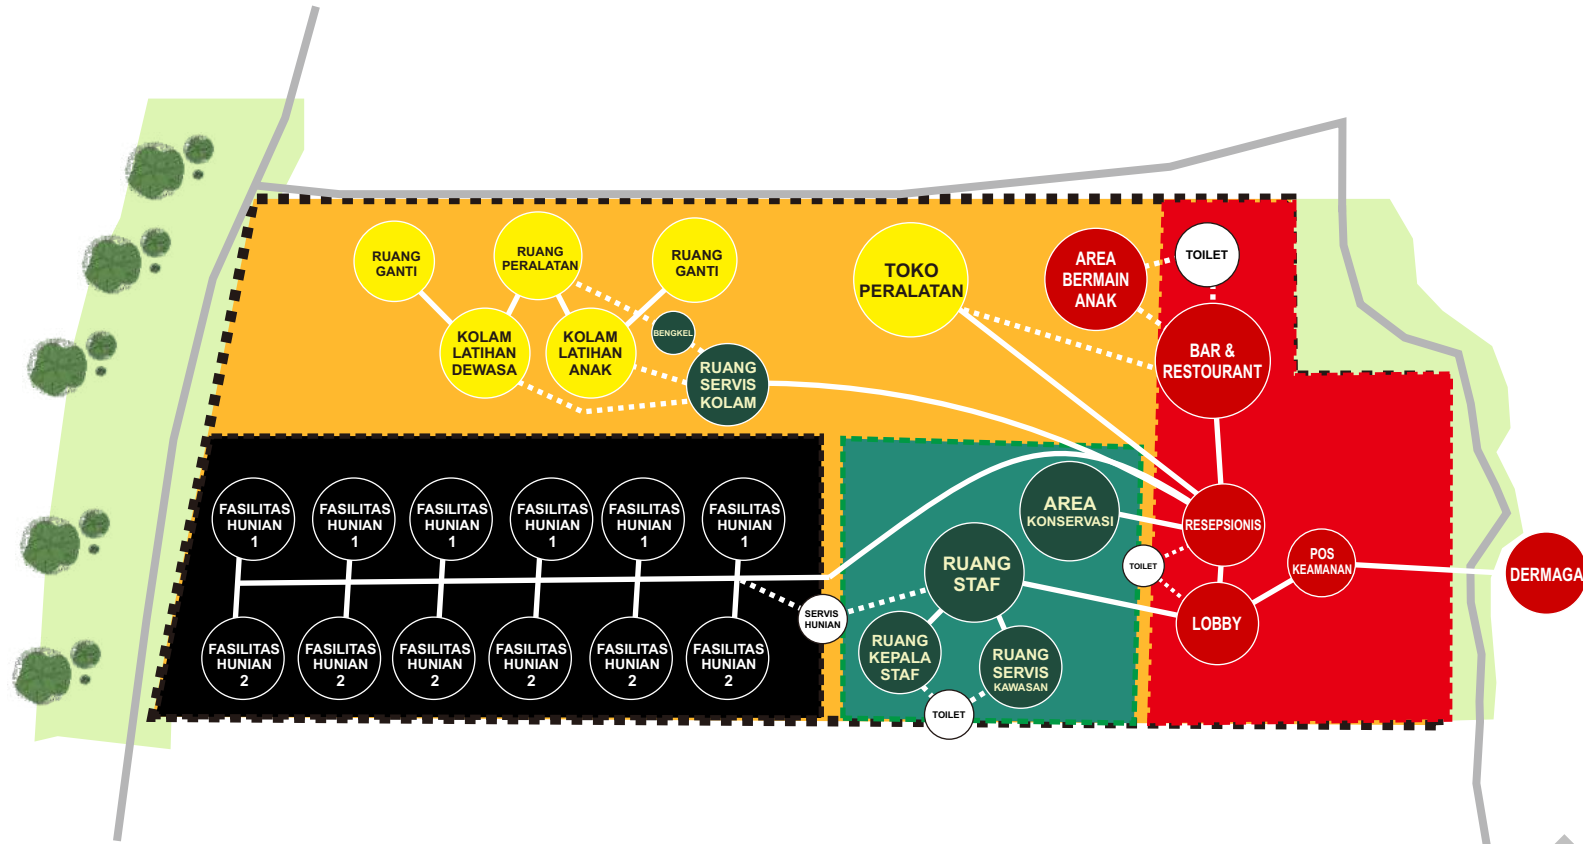 RUANG
GANTI
RUANG
PERALATAN
RUANG
GANTI
TOKO
PERALATAN
AREA
BERMAIN
ANAK
TOILET
KOLAM
LATIHAN
DEWASA
KOLAM
LATIHAN
ANAK
BENGKEL
RUANG
SERVIS
KOLAM
BAR &
RESTOURANT
FASILITAS
HUNIAN
1
FASILITAS
HUNIAN
1
FASILITAS
HUNIAN
1
FASILITAS
HUNIAN
1
FASILITAS
HUNIAN
1
FASILITAS
HUNIAN
1
AREA
KONSERVASI
RESEPSIONIS
TOILET
POS
KEAMANAN
DERMAGA
RUANG
STAF
SERVIS
HUNIAN
LOBBY
FASILITAS
HUNIAN
2
FASILITAS
HUNIAN
2
FASILITAS
HUNIAN
2
FASILITAS
HUNIAN
2
FASILITAS
HUNIAN
2
FASILITAS
HUNIAN
2
RUANG
KEPALA
STAF
RUANG
SERVIS
KAWASAN
TOILET